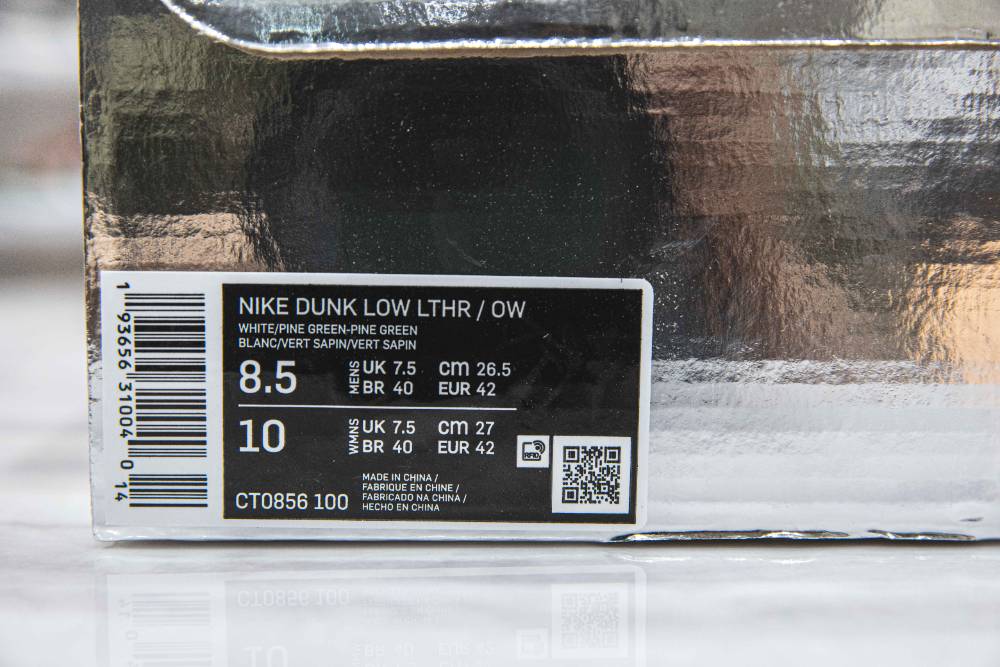 1 93656 31004 0 14
NIKE DUNK LOW LTHR / OW
WHITE/PINE GREEN-PINE GREEN
BLANC/VERT SAPIN/VERT SAPIN
8.5 MENS UK 7.5 cm 26.5
BR 40 EUR 42
10 WMNS UK 7.5 cm 27
BR 40 EUR 42
RFID
MADE IN CHINA /
FABRIQUE EN CHINE /
FABRICADO NA CHINA /
HECHO EN CHINA
CT0856 100